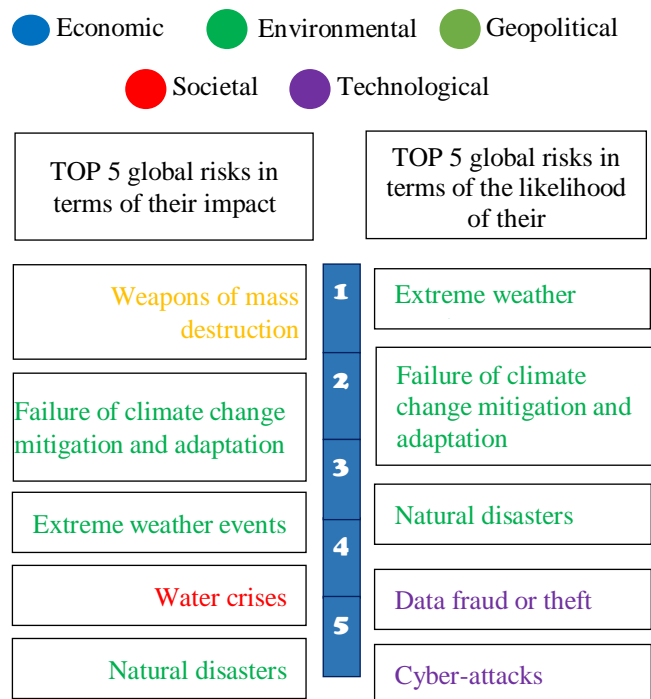 Economic
Environmental
Geopolitical
Societal
Technological
TOP 5 global risks in
terms of their impact
TOP 5 global risks in
terms of the likelihood
of their
1
Weapons of mass
destruction
Extreme weather
2
Failure of climate change
mitigation and adaptation
Failure of climate
change mitigation and
adaptation
3
Extreme weather events
Natural disasters
4
Water crises
Data fraud or theft
5
Natural disasters
Cyber-attacks